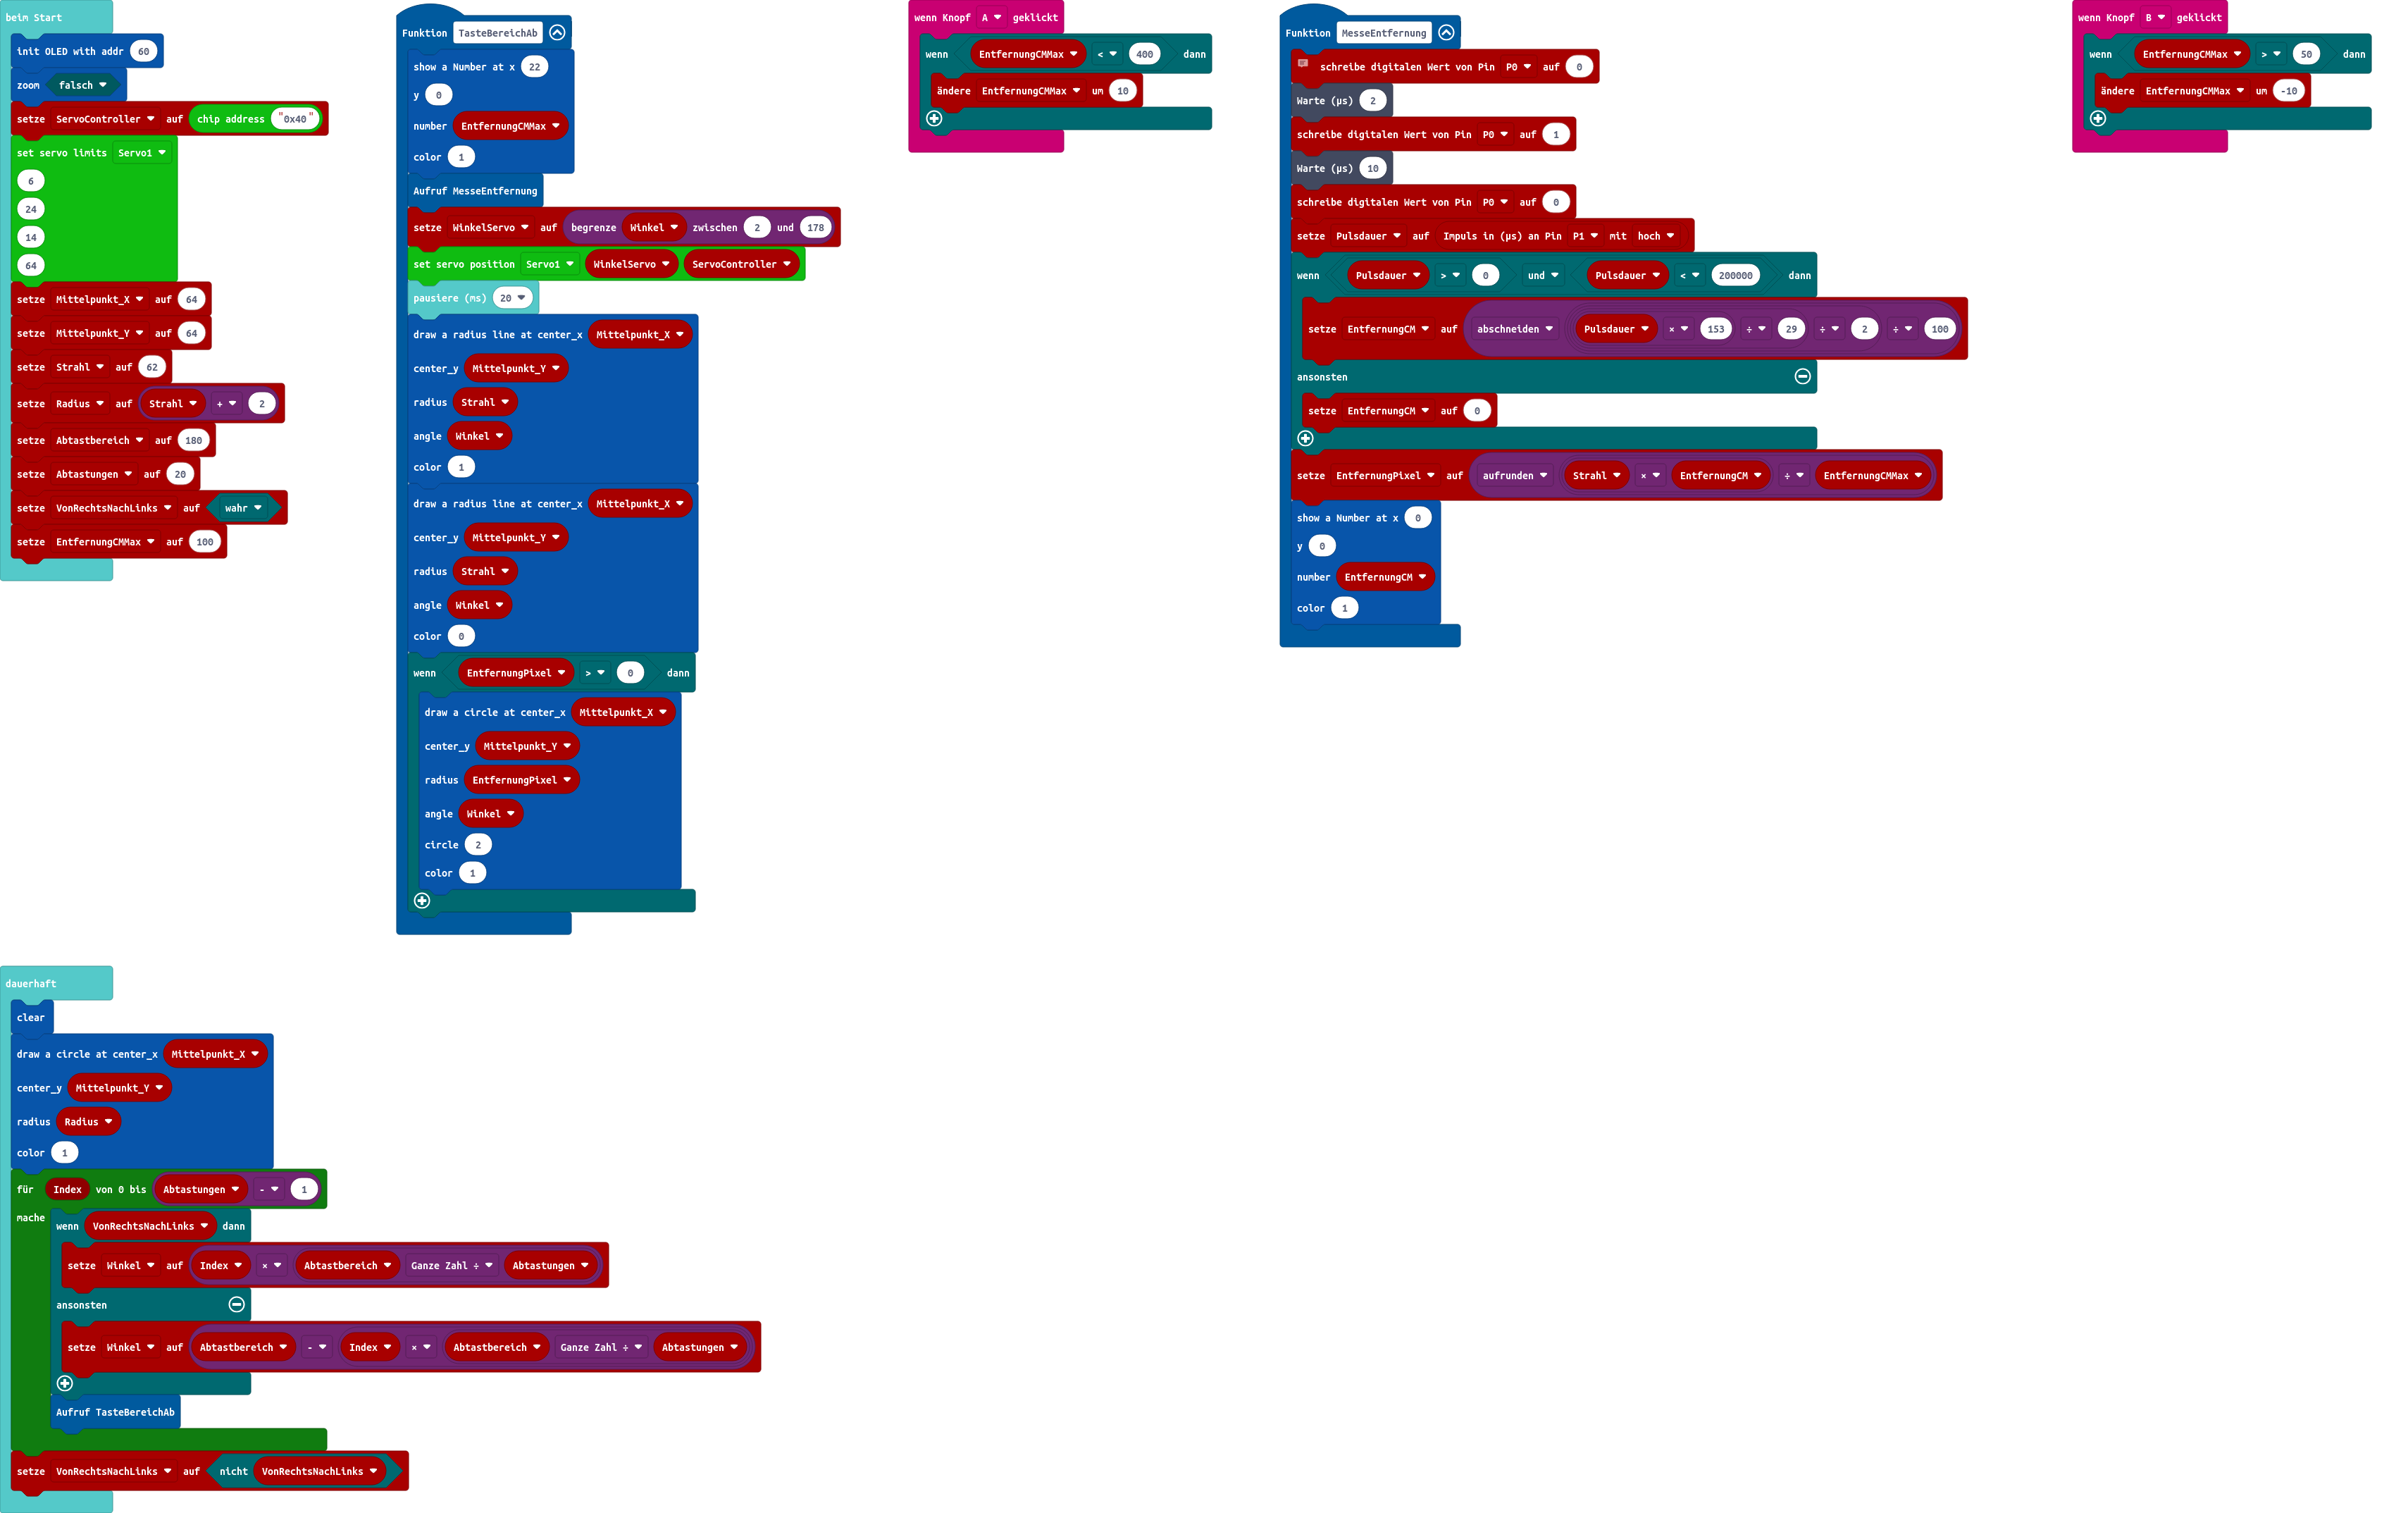 beim Start
init OLED with addr 60
zoom falsch
setze ServoController auf chip address "0x40"
set servo limits Servo1
6
24
14
64
setze Mittelpunkt_X auf 64
setze Mittelpunkt_Y auf 64
setze Strahl auf 62
setze Radius auf Strahl + 2
setze Abtastbereich auf 180
setze Abtastungen auf 20
setze VonRechtsNachLinks auf wahr
setze EntfernungCMMax auf 100
Funktion TasteBereichAb
show a Number at x 22
y 0
number EntfernungCMMax
color 1
Aufruf MesseEntfernung
setze WinkelServo auf begrenze Winkel zwischen 2 und 178
set servo position Servo1 WinkelServo ServoController
pausiere (ms) 20
draw a radius line at center_x Mittelpunkt_X
center_y Mittelpunkt_Y
radius Strahl
angle Winkel
color 1
draw a radius line at center_x Mittelpunkt_X
center_y Mittelpunkt_Y
radius Strahl
angle Winkel
color 0
wenn EntfernungPixel > 0 dann
draw a circle at center_x Mittelpunkt_X
center_y Mittelpunkt_Y
radius EntfernungPixel
angle Winkel
circle 2
color 1
wenn Knopf A geklickt
wenn EntfernungCMMax < 400 dann
ändere EntfernungCMMax um 10
Funktion MesseEntfernung
schreibe digitalen Wert von Pin P0 auf 0
Warte (µs) 2
schreibe digitalen Wert von Pin P0 auf 1
Warte (µs) 10
schreibe digitalen Wert von Pin P0 auf 0
setze Pulsdauer auf Impuls in (µs) an Pin P1 mit hoch
wenn Pulsdauer > 0 und Pulsdauer < 200000 dann
setze EntfernungCM auf abschneiden Pulsdauer × 153 ÷ 29 ÷ 2 ÷ 100
ansonsten
setze EntfernungCM auf 0
setze EntfernungPixel auf aufrunden Strahl × EntfernungCM ÷ EntfernungCMMax
show a Number at x 0
y 0
number EntfernungCM
color 1
wenn Knopf B geklickt
wenn EntfernungCMMax > 50 dann
ändere EntfernungCMMax um -10
dauerhaft
clear
draw a circle at center_x Mittelpunkt_X
center_y Mittelpunkt_Y
radius Radius
color 1
für Index von 0 bis Abtastungen - 1
mache
wenn VonRechtsNachLinks dann
setze Winkel auf Index × Abtastbereich Ganze Zahl ÷ Abtastungen
ansonsten
setze Winkel auf Abtastbereich - Index × Abtastbereich Ganze Zahl ÷ Abtastungen
Aufruf TasteBereichAb
setze VonRechtsNachLinks auf nicht VonRechtsNachLinks